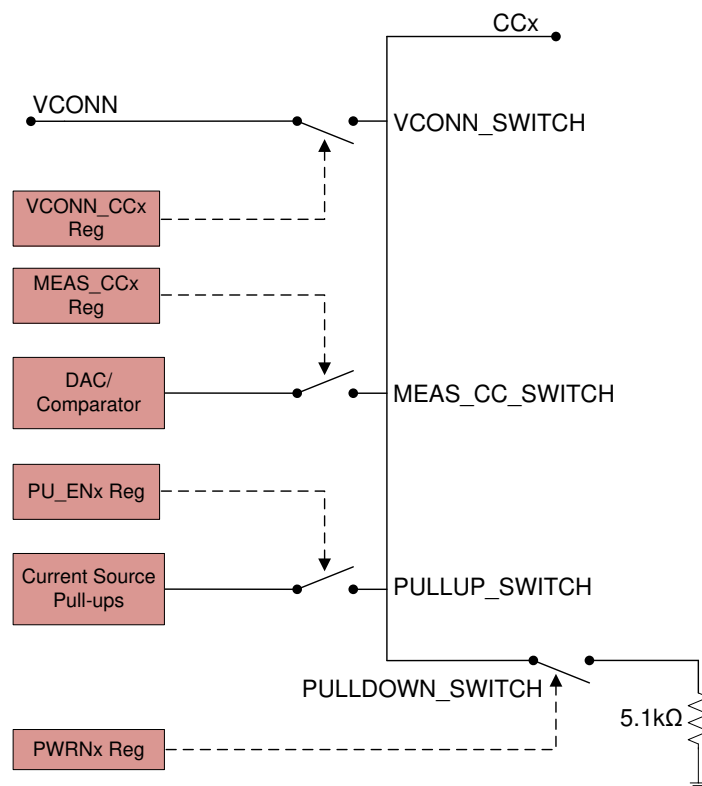 CCx
VCONN
VCONN_SWITCH
VCONN_CCx
Reg
MEAS_CCx
Reg
DAC/
Comparator
MEAS_CC_SWITCH
PU_ENx Reg
Current Source
Pull-ups
PULLUP_SWITCH
PULLDOWN_SWITCH
5.1kΩ
PWRNx Reg